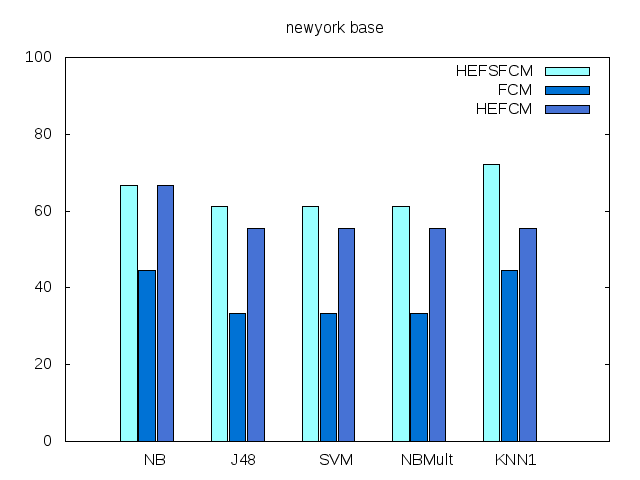 newyork base
100
80
60
40
20
0
HEFSFCM
FCM
HEFCM
NB J48 SVM NBMult KNN1